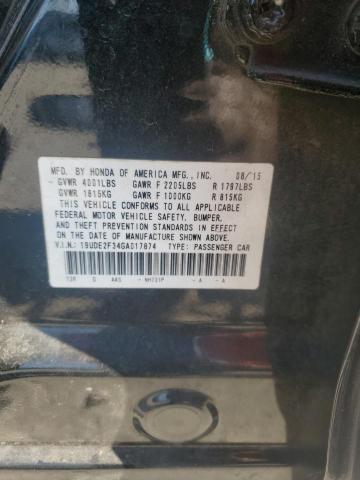 MFD. BY HONDA OF AMERICA MFG., INC. 08/15
GVWR 4001LBS GAWR F 2205LBS R 1797LBS
GVWR 1815KG GAWR F 1000KG R 815KG
THIS VEHICLE CONFORMS TO ALL APPLICABLE
FEDERAL MOTOR VEHICLE SAFETY, BUMPER,
AND THEFT PREVENTION STANDARDS IN EFFECT
ON THE DATE OF MANUFACTURE SHOWN ABOVE.
V.I.N: 19UDE2F34GA017874 TYPE: PASSENGER CAR
AAS - NH731P - A - A